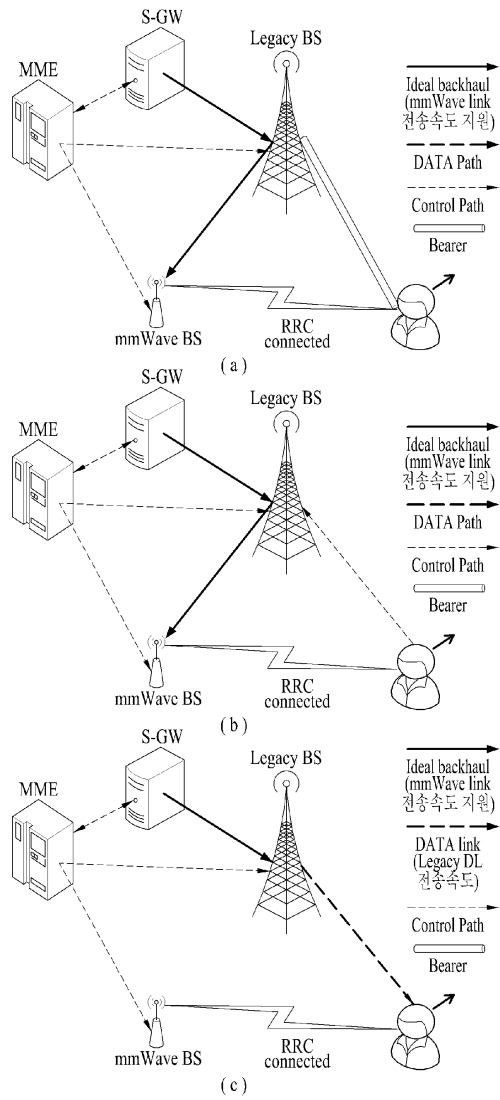 S-GW
Legacy BS
MME
Ideal backhaul
(mmWave link
전송속도 지원)
DATA Path
Control Path
Bearer
mmWave BS
RRC
connected
(a)
S-GW
Legacy BS
MME
Ideal backhaul
(mmWave link
전송속도 지원)
DATA Path
Control Path
Bearer
mmWave BS
RRC
connected
(b)
S-GW
Legacy BS
MME
Ideal backhaul
(mmWave link
전송속도 지원)
DATA link
(Legacy DL
전송속도)
Control Path
Bearer
mmWave BS
RRC
connected
(c)